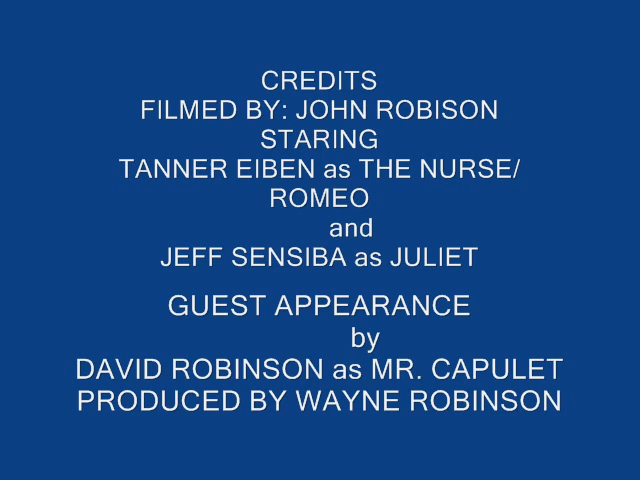 CREDITS
FILMED BY: JOHN ROBISON
STARING
TANNER EIBEN as THE NURSE/
ROMEO
and
JEFF SENSIBA as JULIET
GUEST APPEARANCE
by
DAVID ROBINSON as MR. CAPULET
PRODUCED BY WAYNE ROBINSON